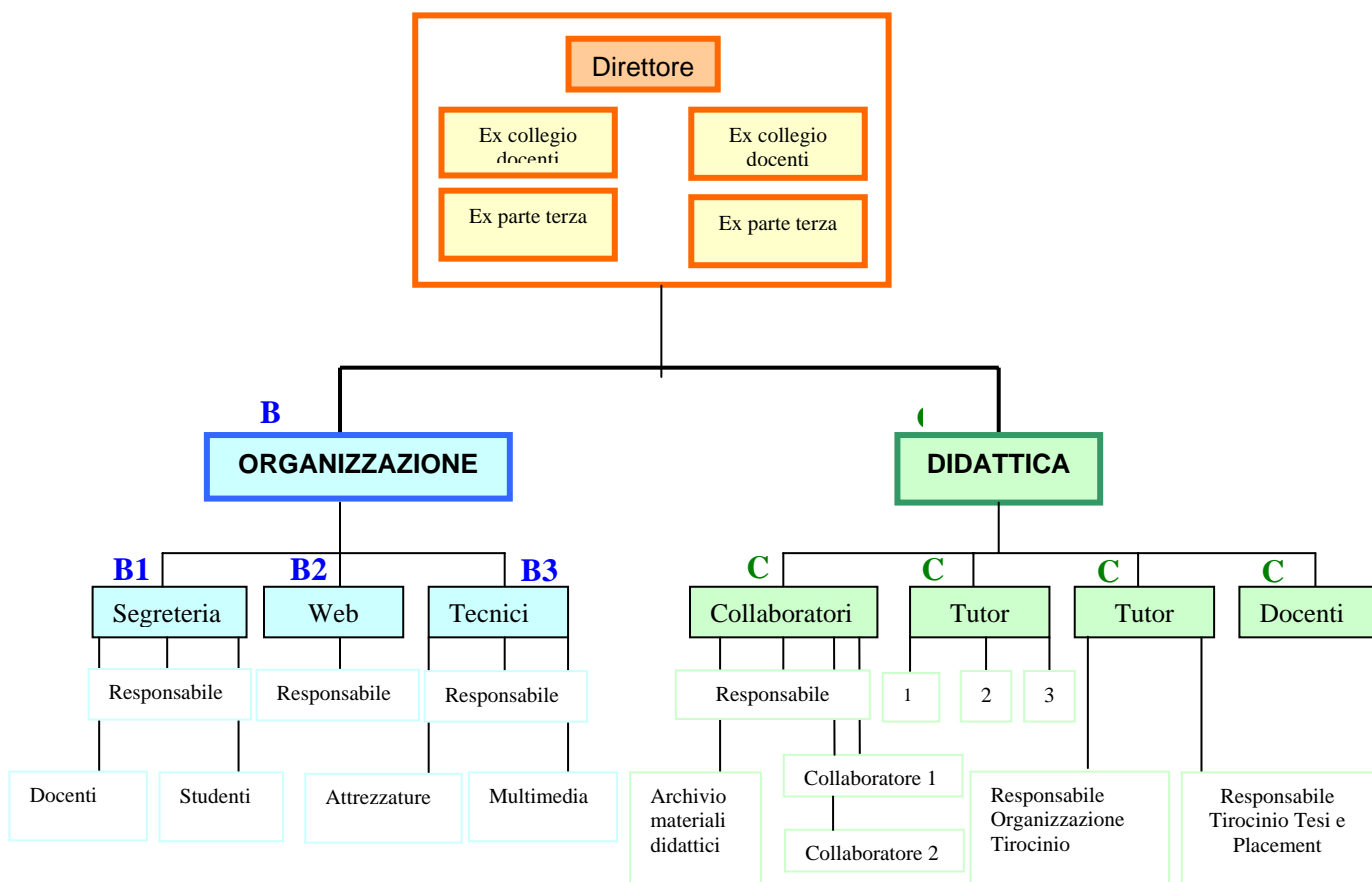 Direttore
Ex collegio
docenti
Ex collegio
docenti
Ex parte terza
Ex parte terza
B
ORGANIZZAZIONE
DIDATTICA
B1
B2
B3
C
C
C
C
Segreteria
Web
Tecnici
Collaboratori
Tutor
Tutor
Docenti
Responsabile
Responsabile
Responsabile
Responsabile
1
2
3
Docenti
Studenti
Attrezzature
Multimedia
Archivio
materiali
didattici
Collaboratore 1
Collaboratore 2
Responsabile
Organizzazione
Tirocinio
Responsabile
Tirocinio Tesi e
Placement